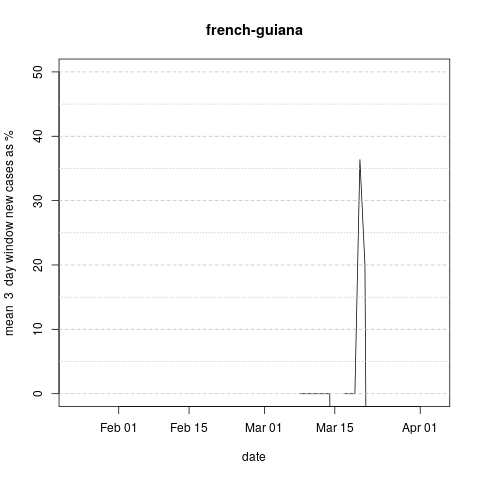 french-guiana
mean 3 day window new cases as %
50
40
30
20
10
0
Feb 01
Feb 15
Mar 01
Mar 15
Apr 01
date